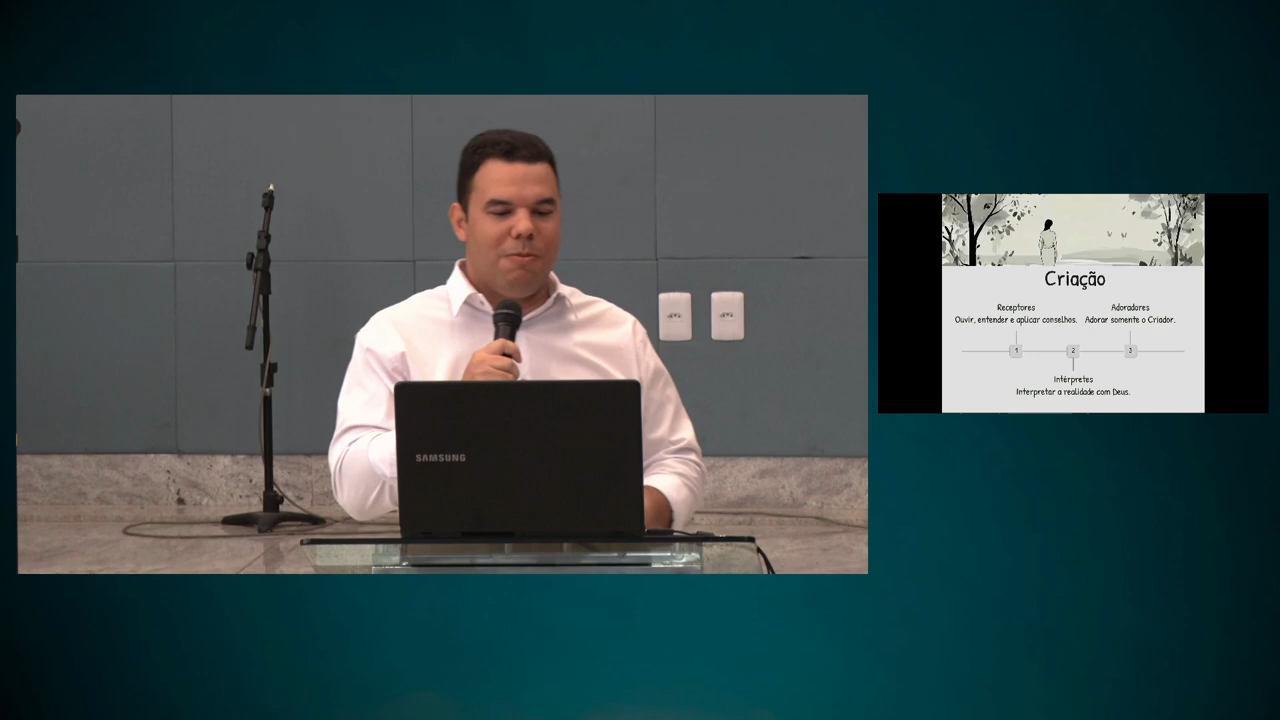 SAMSUNG
Criação
Receptores
Ouvir, entender e aplicar conselhos.
Adoradores
Adorar somente o Criador.
1
2
3
Intérpretes
Interpretar a realidade com Deus.